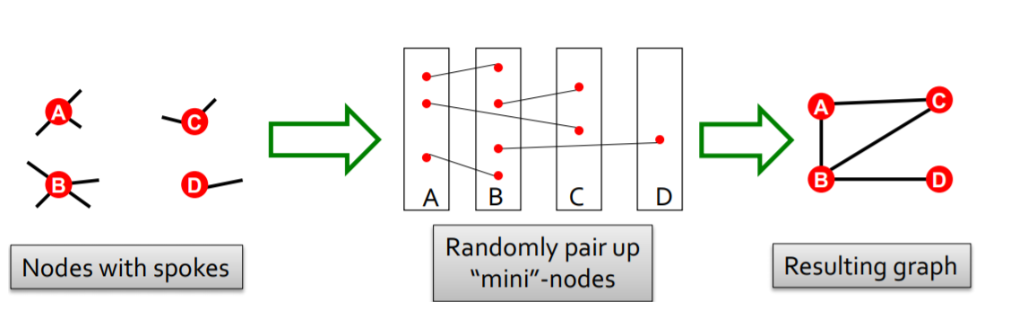 A
C
B
D
Nodes with spokes
A B C D
Randomly pair up
“mini”-nodes
A
C
B
D
Resulting graph